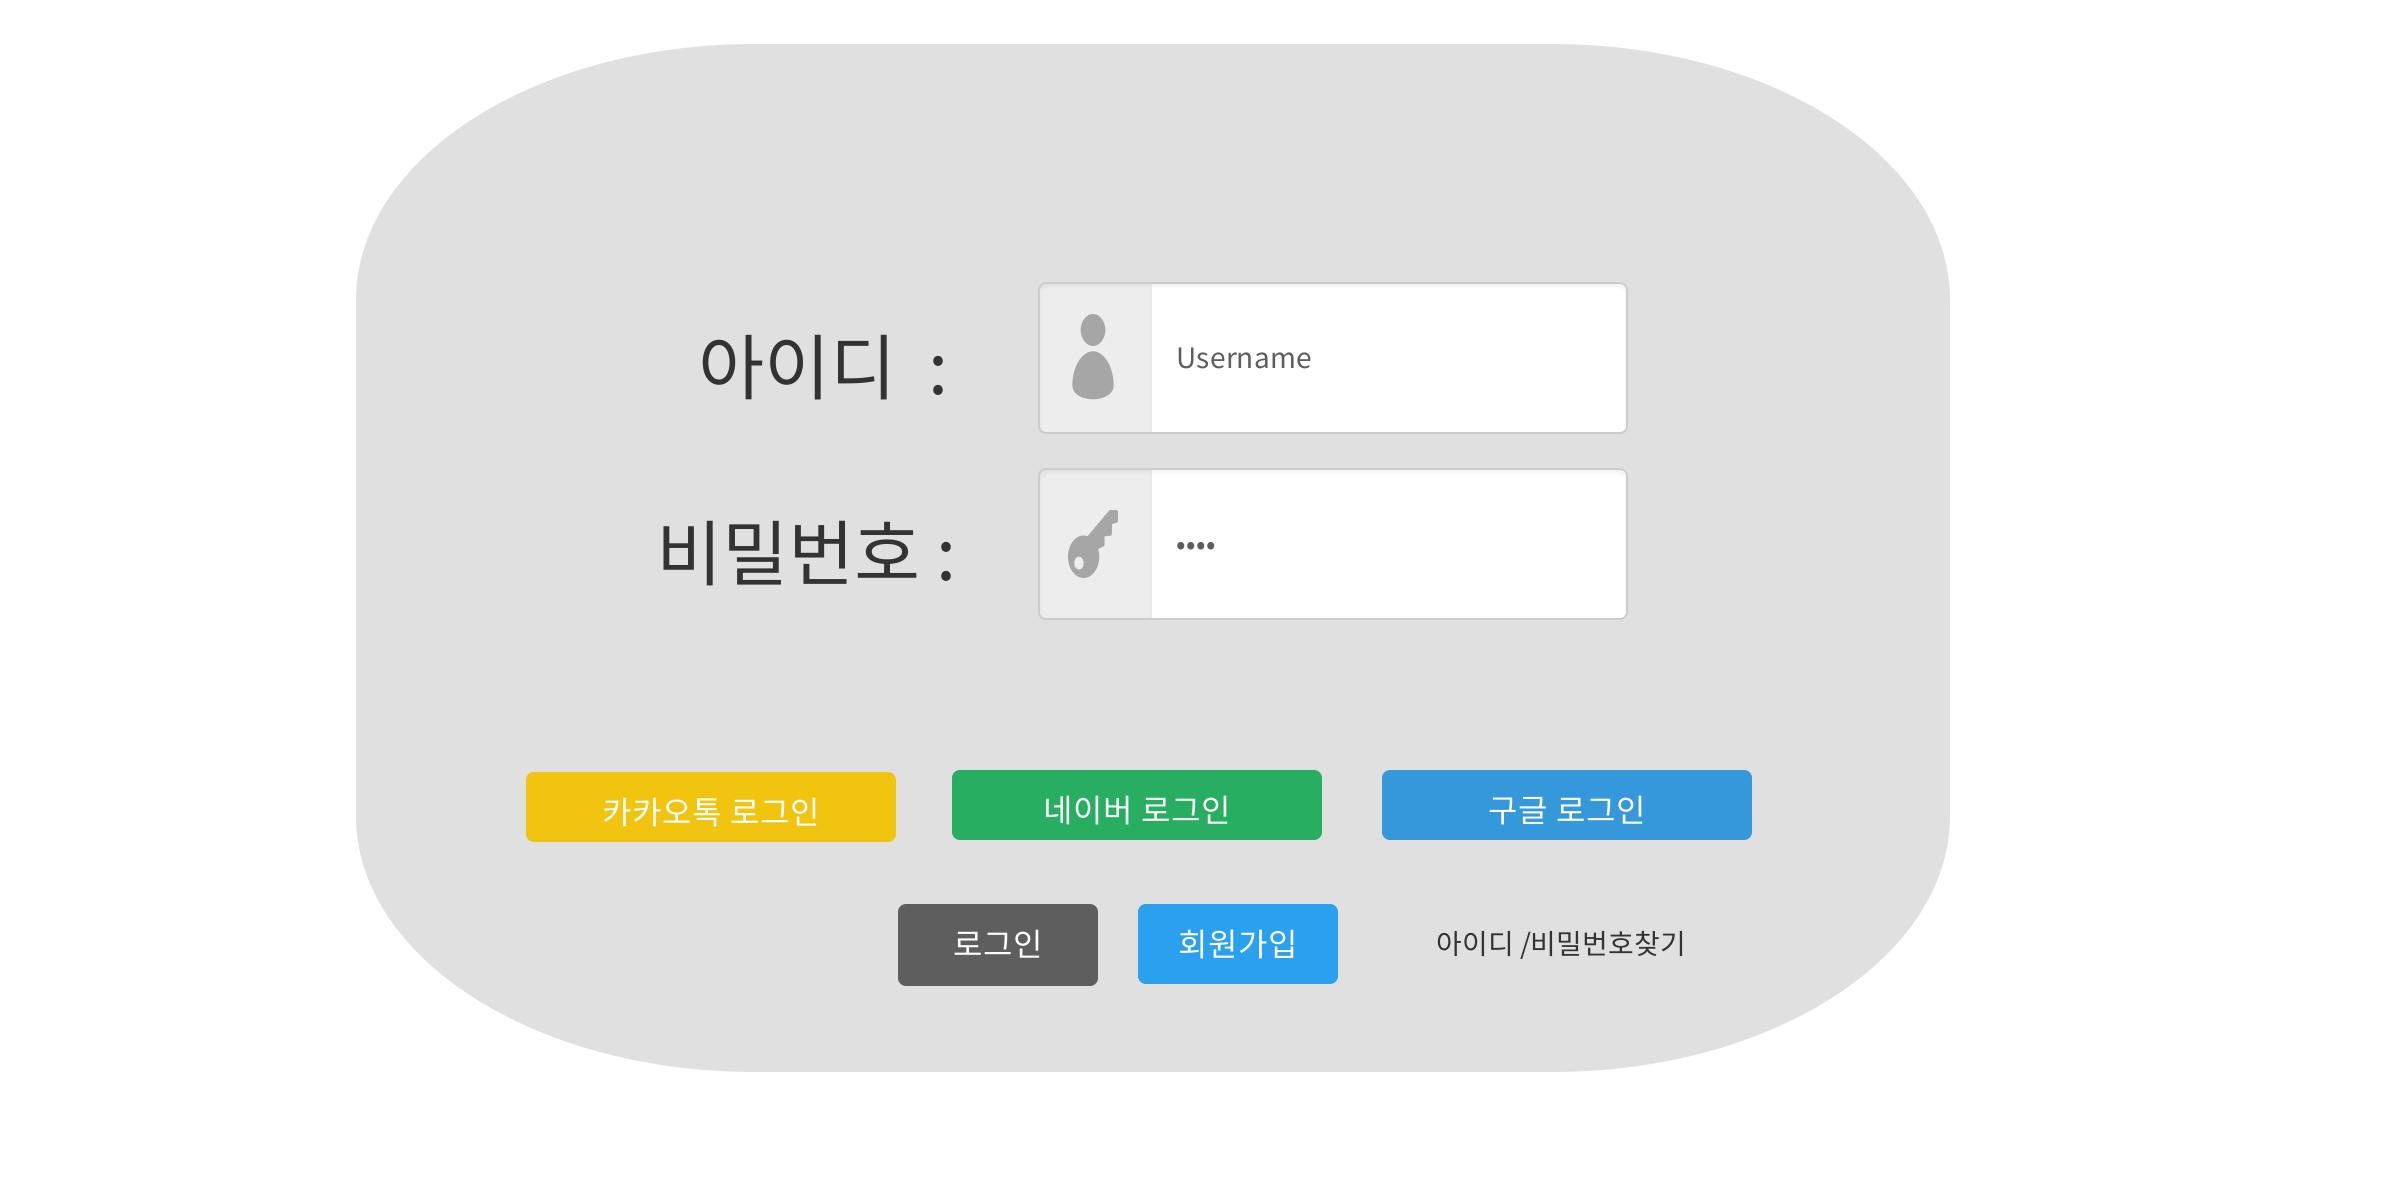 아이디 :
Username
비밀번호 :
••••
카카오톡 로그인
네이버 로그인
구글 로그인
로그인
회원가입
아이디 /비밀번호찾기